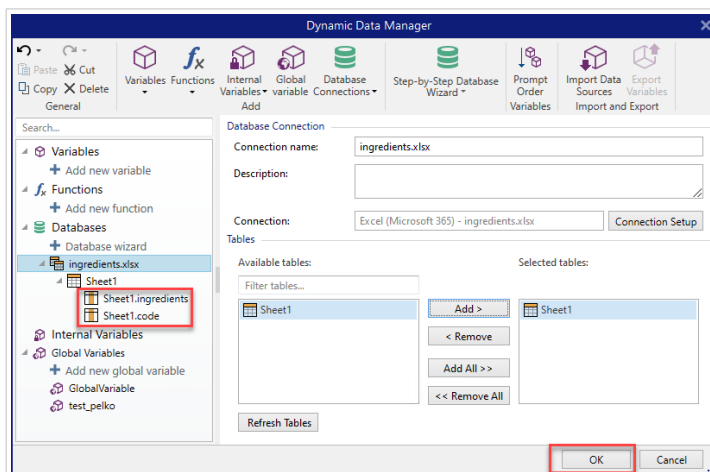 Dynamic Data Manager
Paste
Cut
Copy
Delete
General
Variables
Functions
Internal Variables
Global variable
Database Connections
Add
Step-by-Step Database Wizard
Prompt Order
Variables
Import Data Sources
Export Variables
Import and Export
Search...
Variables
Add new variable
Functions
Add new function
Databases
Database wizard
ingredients.xlsx
Sheet1
Sheet1.ingredients
Sheet1.code
Internal Variables
Global Variables
Add new global variable
GlobalVariable
test_pelko
Database Connection
Connection name: ingredients.xlsx
Description:
Connection: Excel (Microsoft 365) - ingredients.xlsx Connection Setup
Tables
Available tables: Selected tables:
Filter tables...
Sheet1 Add > Sheet1
< Remove
Add All >>
<< Remove All
Refresh Tables
OK Cancel